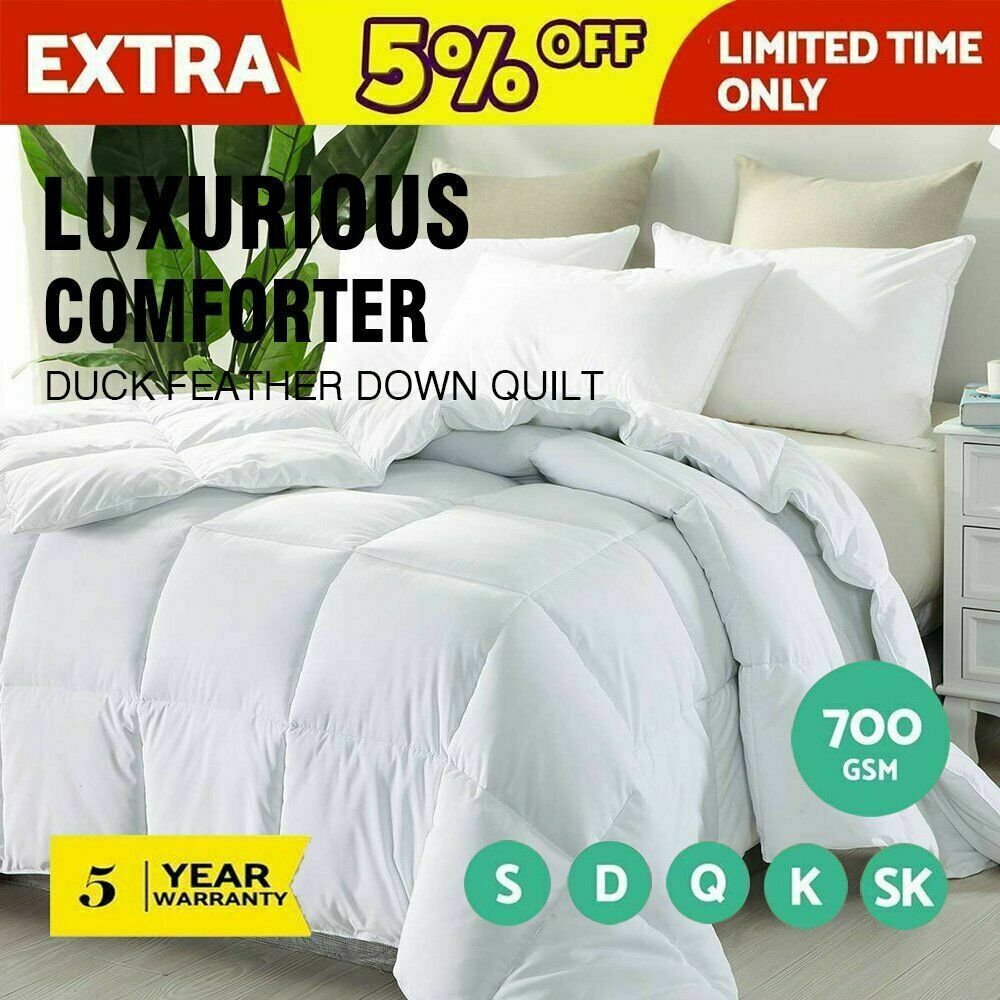 EXTRA 5% OFF LIMITED TIME
ONLY
LUXURIOUS
COMFORTER
DUCK FEATHER DOWN QUILT
700
GSM
5 YEAR
WARRANTY
S D Q K SK